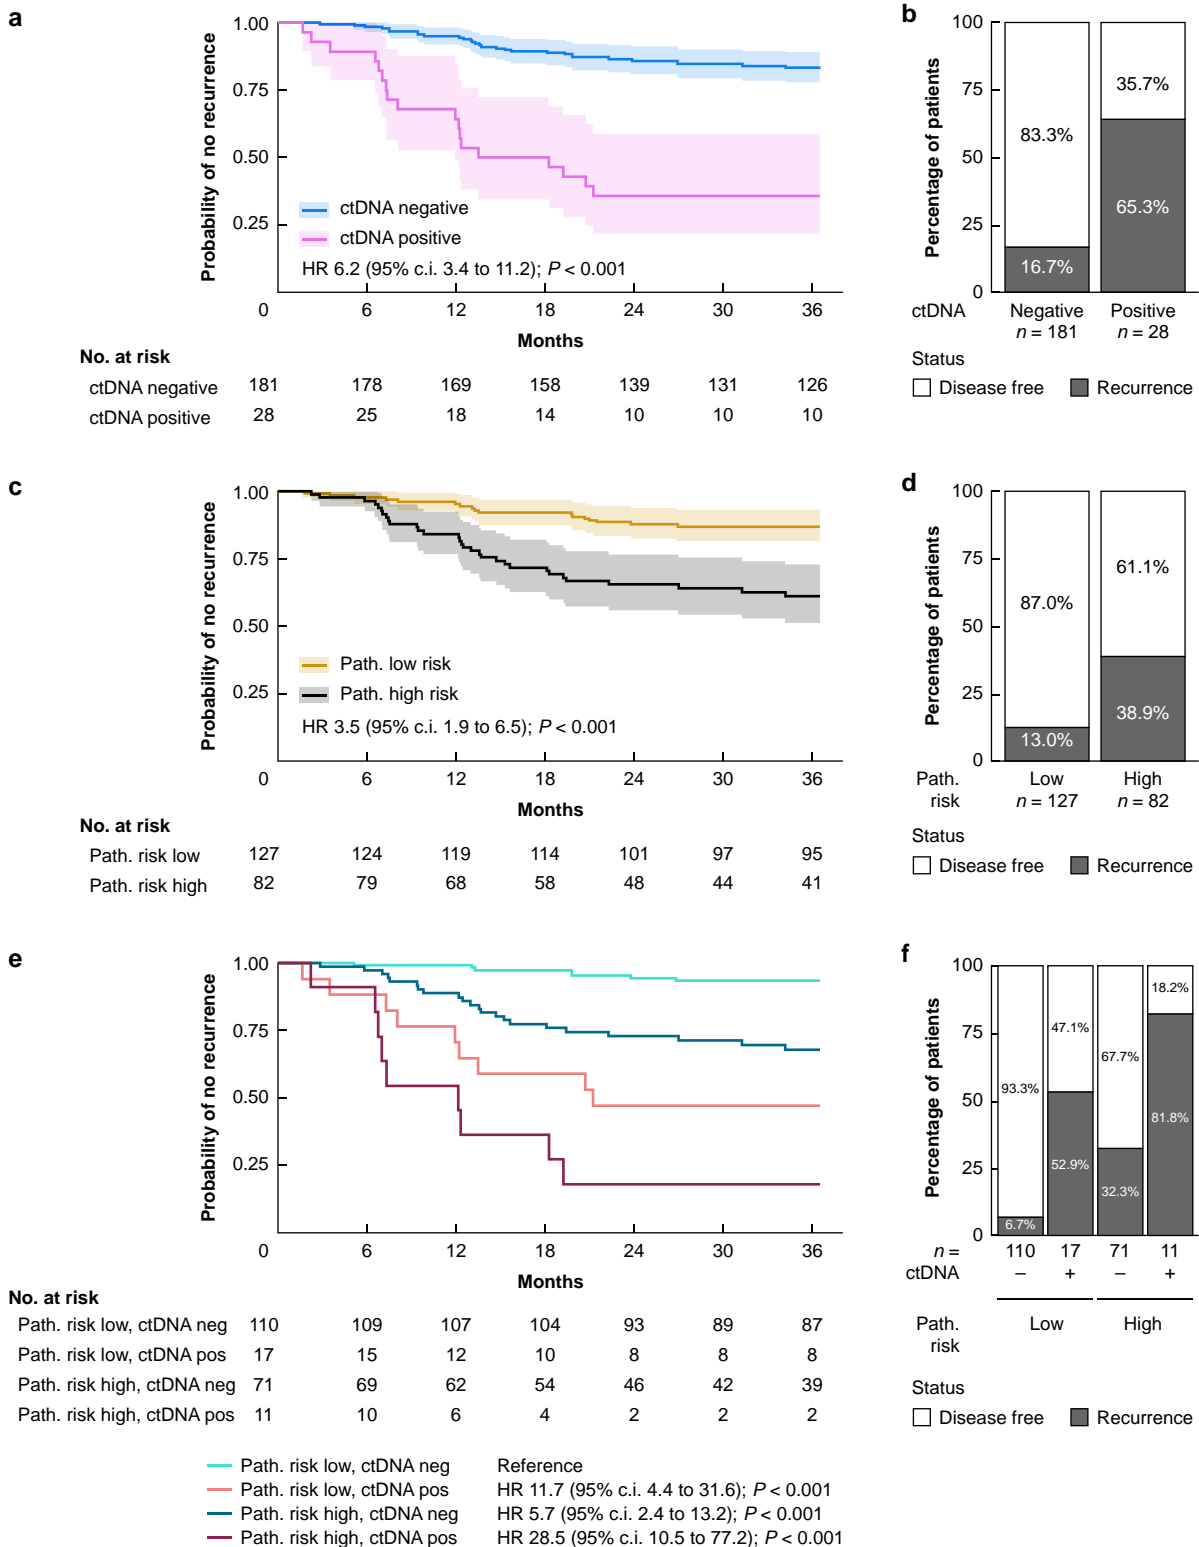 a
Probability of no recurrence
1.00
0.75
0.50
0.25
ctDNA negative
ctDNA positive
HR 6.2 (95% c.i. 3.4 to 11.2); P < 0.001
0 6 12 18 24 30 36
Months
No. at risk
ctDNA negative 181 178 169 158 139 131 126
ctDNA positive 28 25 18 14 10 10 10
b
Percentage of patients
100
75
50
25
0
83.3%
16.7%
35.7%
65.3%
ctDNA Negative Positive
n = 181 n = 28
Status
Disease free Recurrence
c
Probability of no recurrence
1.00
0.75
0.50
0.25
Path. low risk
Path. high risk
HR 3.5 (95% c.i. 1.9 to 6.5); P < 0.001
0 6 12 18 24 30 36
Months
No. at risk
Path. risk low 127 124 119 114 101 97 95
Path. risk high 82 79 68 58 48 44 41
d
Percentage of patients
100
75
50
25
0
87.0%
13.0%
61.1%
38.9%
Path. Low High
risk n = 127 n = 82
Status
Disease free Recurrence
e
Probability of no recurrence
1.00
0.75
0.50
0.25
0 6 12 18 24 30 36
Months
No. at risk
Path. risk low, ctDNA neg 110 109 107 104 93 89 87
Path. risk low, ctDNA pos 17 15 12 10 8 8 8
Path. risk high, ctDNA neg 71 69 62 54 46 42 39
Path. risk high, ctDNA pos 11 10 6 4 2 2 2
Path. risk low, ctDNA neg Reference
Path. risk low, ctDNA pos HR 11.7 (95% c.i. 4.4 to 31.6); P < 0.001
Path. risk high, ctDNA neg HR 5.7 (95% c.i. 2.4 to 13.2); P < 0.001
Path. risk high, ctDNA pos HR 28.5 (95% c.i. 10.5 to 77.2); P < 0.001
f
Percentage of patients
100
75
50
25
0
93.3%
6.7%
47.1%
52.9%
67.7%
32.3%
18.2%
81.8%
n = 110 17 71 11
ctDNA – + – +
Path. Low High
risk
Status
Disease free Recurrence